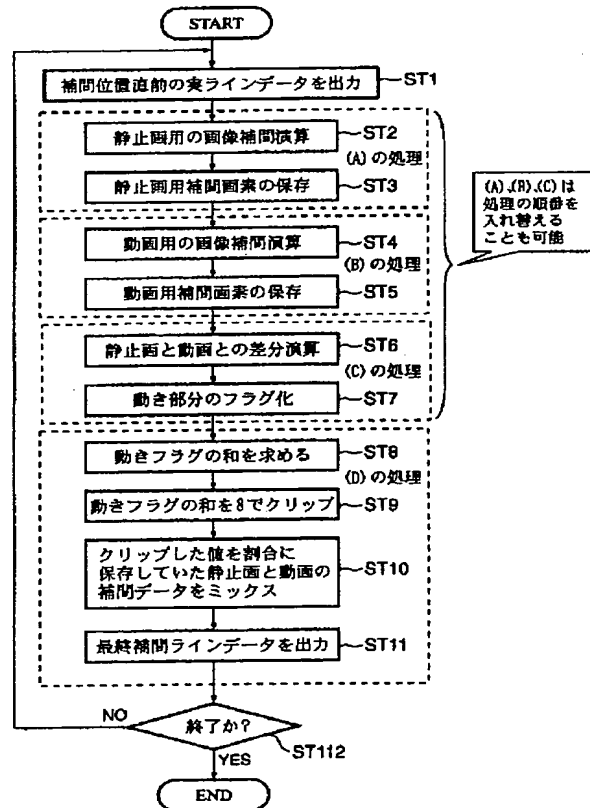 START
補間位置直前の実ラインデータを出力
ST1
静止画用の画像補間演算
ST2
(A)の処理
静止画用補間画素の保存
ST3
動画用の画像補間演算
ST4
(B)の処理
動画用補間画素の保存
ST5
静止画と動画との差分演算
ST6
(C)の処理
動き部分のフラグ化
ST7
(A)、(B)、(C)は
処理の順番を
入れ替える
ことも可能
動きフラグの和を求める
ST8
(D)の処理
動きフラグの和を8でクリップ
ST9
クリップした値を割合に
保存していた静止画と動画の
補間データをミックス
ST10
最終補間ラインデータを出力
ST11
NO
終了か?
ST112
YES
END